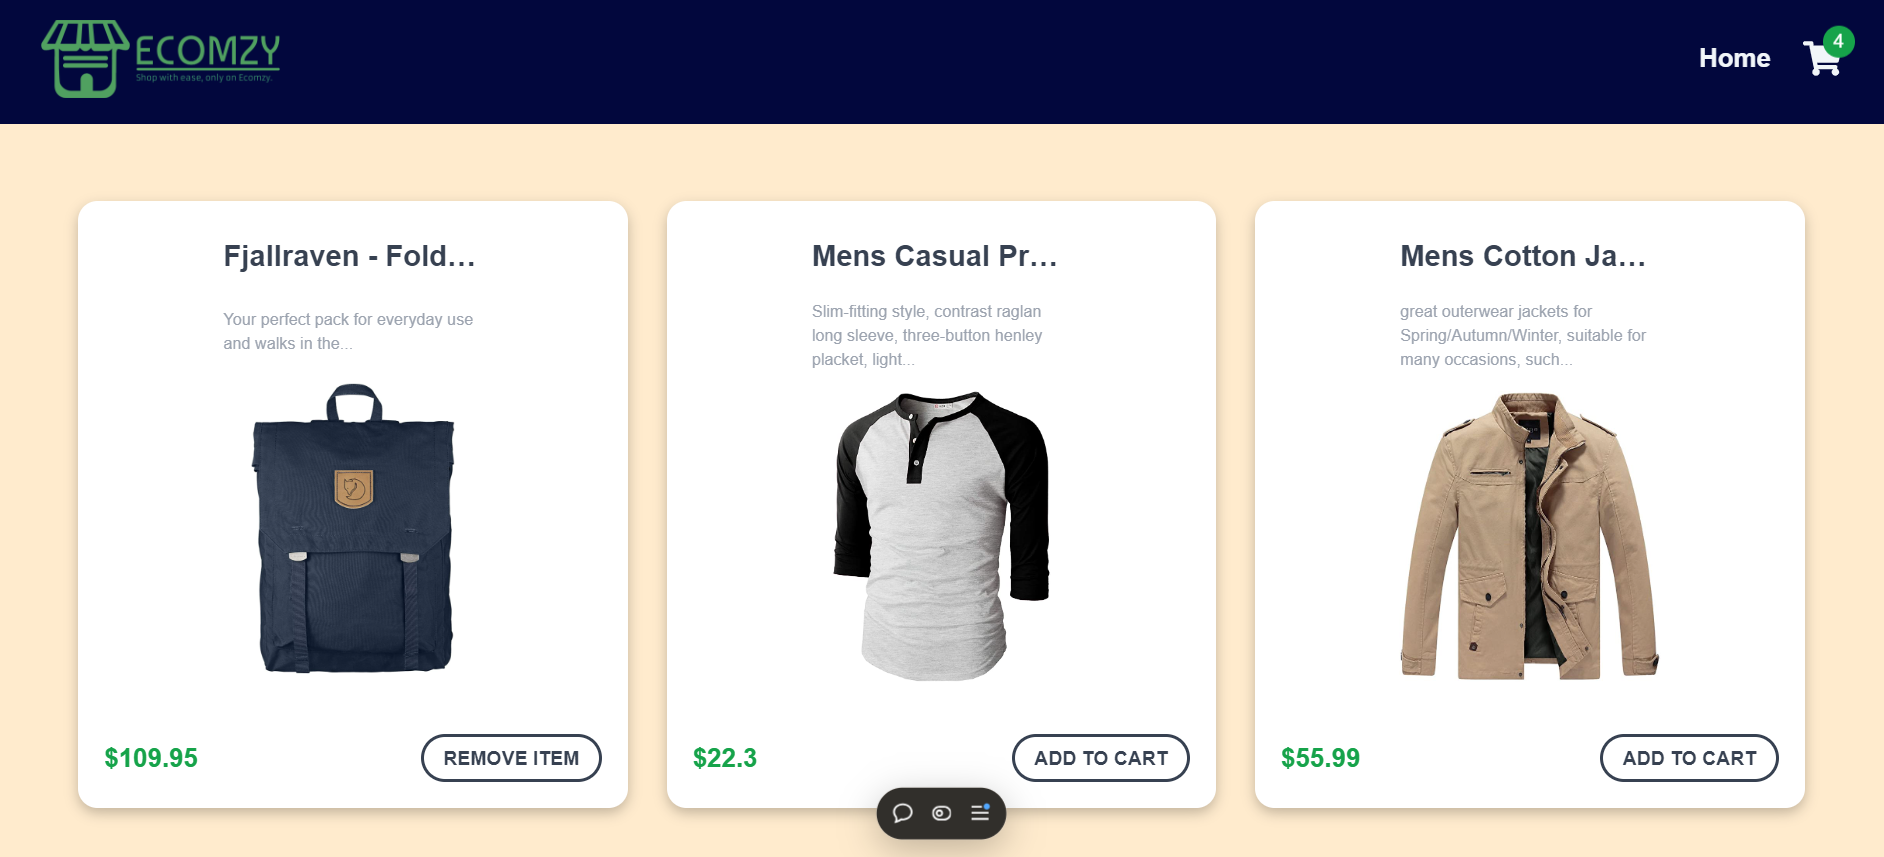 ECOMZY
Shop with ease, only on Ecomzy.
Home
4
Fjallraven - Fold...
Your perfect pack for everyday use
and walks in the...
$109.95
REMOVE ITEM
Mens Casual Pr...
Slim-fitting style, contrast raglan
long sleeve, three-button henley
placket, light...
$22.3
ADD TO CART
Mens Cotton Ja...
great outerwear jackets for
Spring/Autumn/Winter, suitable for
many occasions, such...
$55.99
ADD TO CART